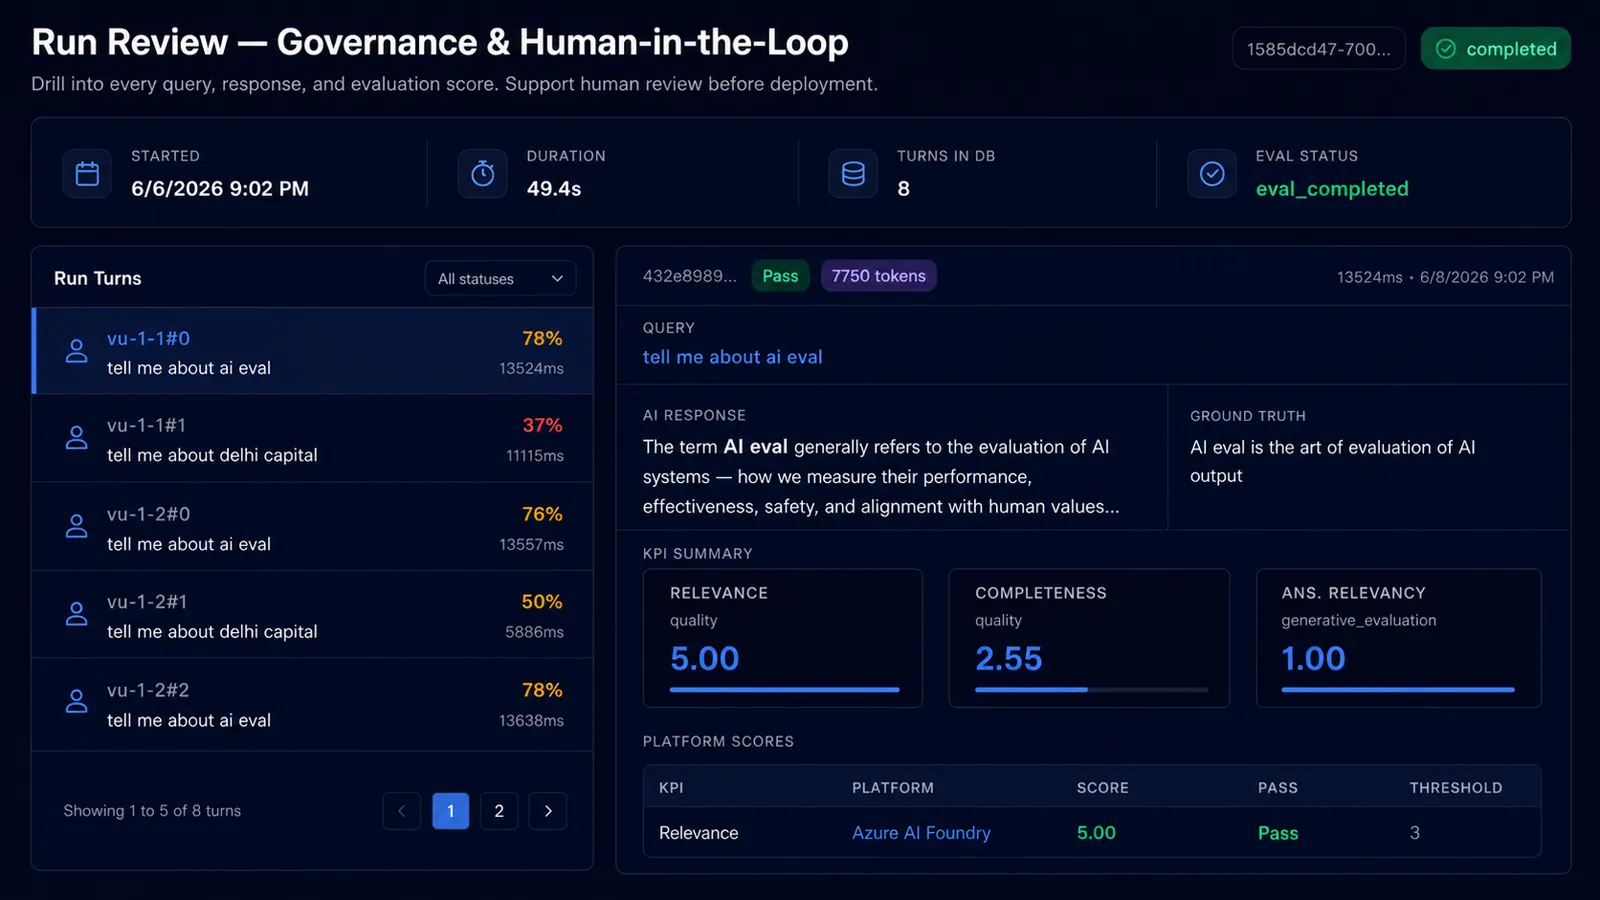 Run Review — Governance & Human-in-the-Loop
Drill into every query, response, and evaluation score. Support human review before deployment.
1585dcd47-700...
completed
STARTED
6/6/2026 9:02 PM
DURATION
49.4s
TURNS IN DB
8
EVAL STATUS
eval_completed
Run Turns
All statuses
vu-1-1#0
78%
tell me about ai eval
13524ms
vu-1-1#1
37%
tell me about delhi capital
11115ms
vu-1-2#0
76%
tell me about ai eval
13557ms
vu-1-2#1
50%
tell me about delhi capital
5886ms
vu-1-2#2
78%
tell me about ai eval
13638ms
Showing 1 to 5 of 8 turns
1
2
432e8989...
Pass
7750 tokens
13524ms • 6/8/2026 9:02 PM
QUERY
tell me about ai eval
AI RESPONSE
The term AI eval generally refers to the evaluation of AI
systems — how we measure their performance,
effectiveness, safety, and alignment with human values...
GROUND TRUTH
AI eval is the art of evaluation of AI
output
KPI SUMMARY
RELEVANCE
quality
5.00
COMPLETENESS
quality
2.55
ANS. RELEVANCY
generative_evaluation
1.00
PLATFORM SCORES
KPI PLATFORM SCORE PASS THRESHOLD
Relevance Azure AI Foundry 5.00 Pass 3